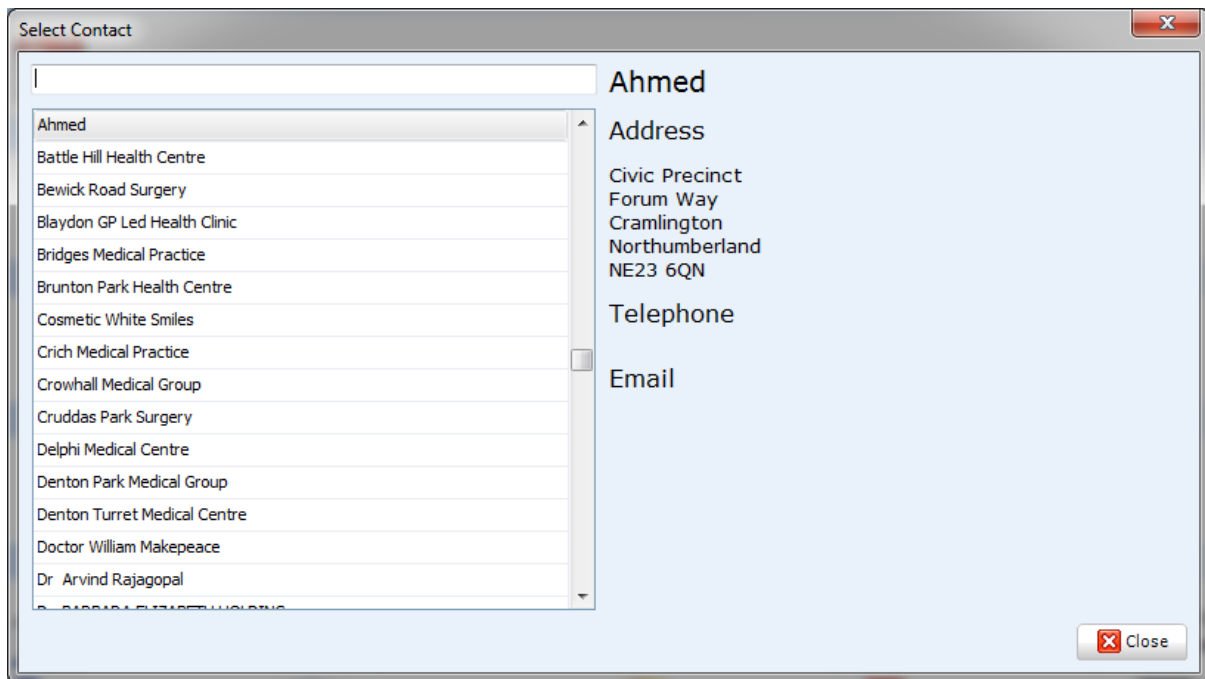 Select Contact
Ahmed
Battle Hill Health Centre
Bewick Road Surgery
Blaydon GP Led Health Clinic
Bridges Medical Practice
Brunton Park Health Centre
Cosmetic White Smiles
Crich Medical Practice
Crowhall Medical Group
Cruddas Park Surgery
Delphi Medical Centre
Denton Park Medical Group
Denton Turret Medical Centre
Doctor William Makepeace
Dr  Arvind Rajagopal
Ahmed
Address
Civic Precinct
Forum Way
Cramlington
Northumberland
NE23 6QN
Telephone
Email
Close